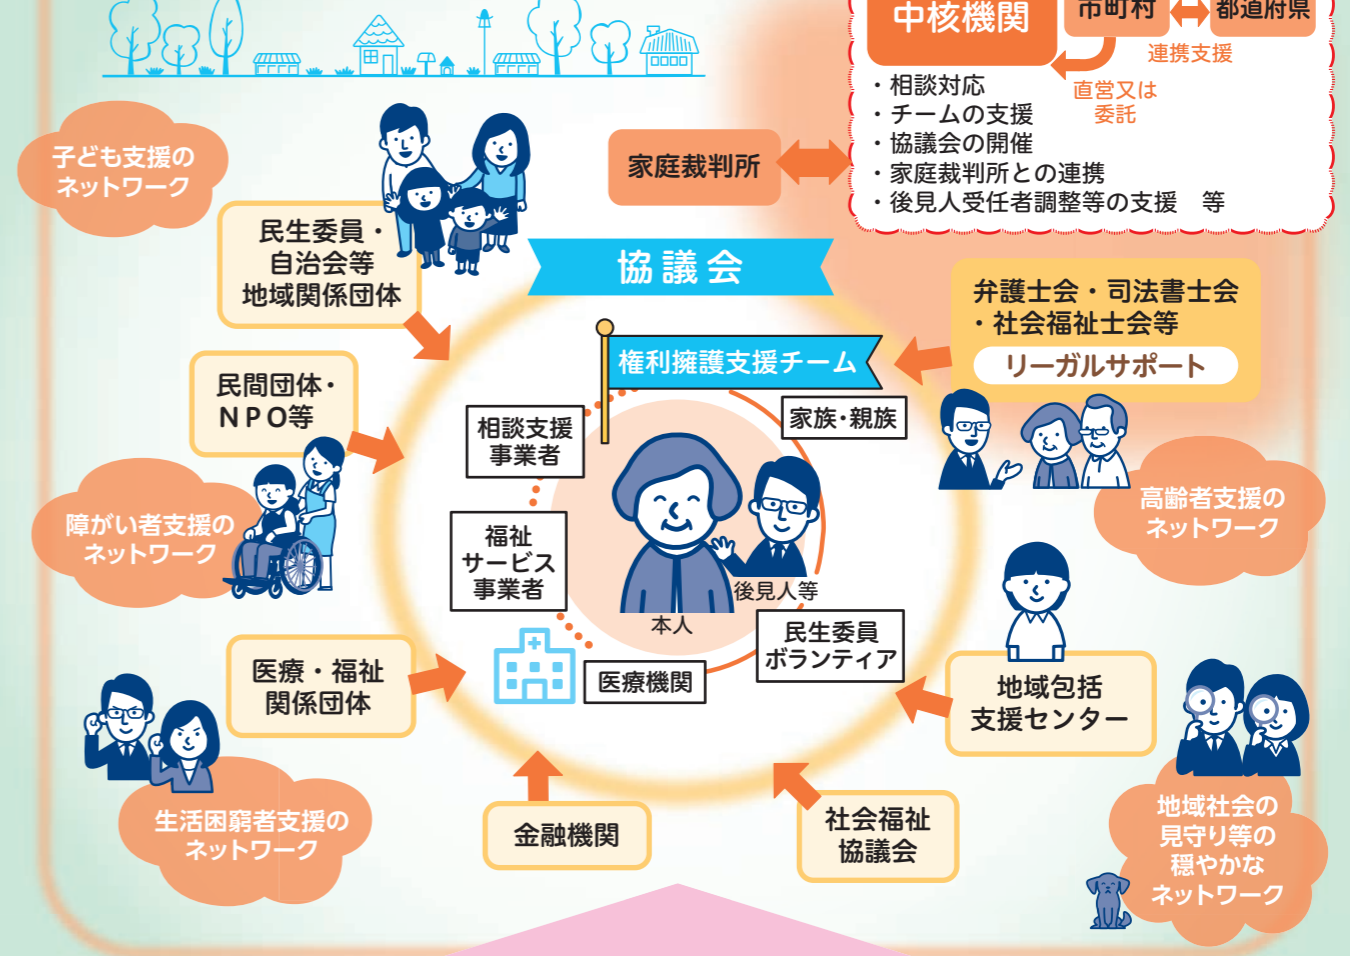 中核機関
市町村
都道府県
連携支援
直営又は
委託
・相談対応
・チームの支援
・協議会の開催
・家庭裁判所との連携
・後見人受任者調整等の支援　等
家庭裁判所
子ども支援の
ネットワーク
民生委員・
自治会等
地域関係団体
協議会
弁護士会・司法書士会
・社会福祉士会等
リーガルサポート
権利擁護支援チーム
民間団体・
NPO等
相談支援
事業者
家族・親族
高齢者支援の
ネットワーク
障がい者支援の
ネットワーク
福祉
サービス
事業者
後見人等
本人
民生委員
ボランティア
医療機関
医療・福祉
関係団体
地域包括
支援センター
生活困窮者支援の
ネットワーク
金融機関
社会福祉
協議会
地域社会の
見守り等の
穏やかな
ネットワーク